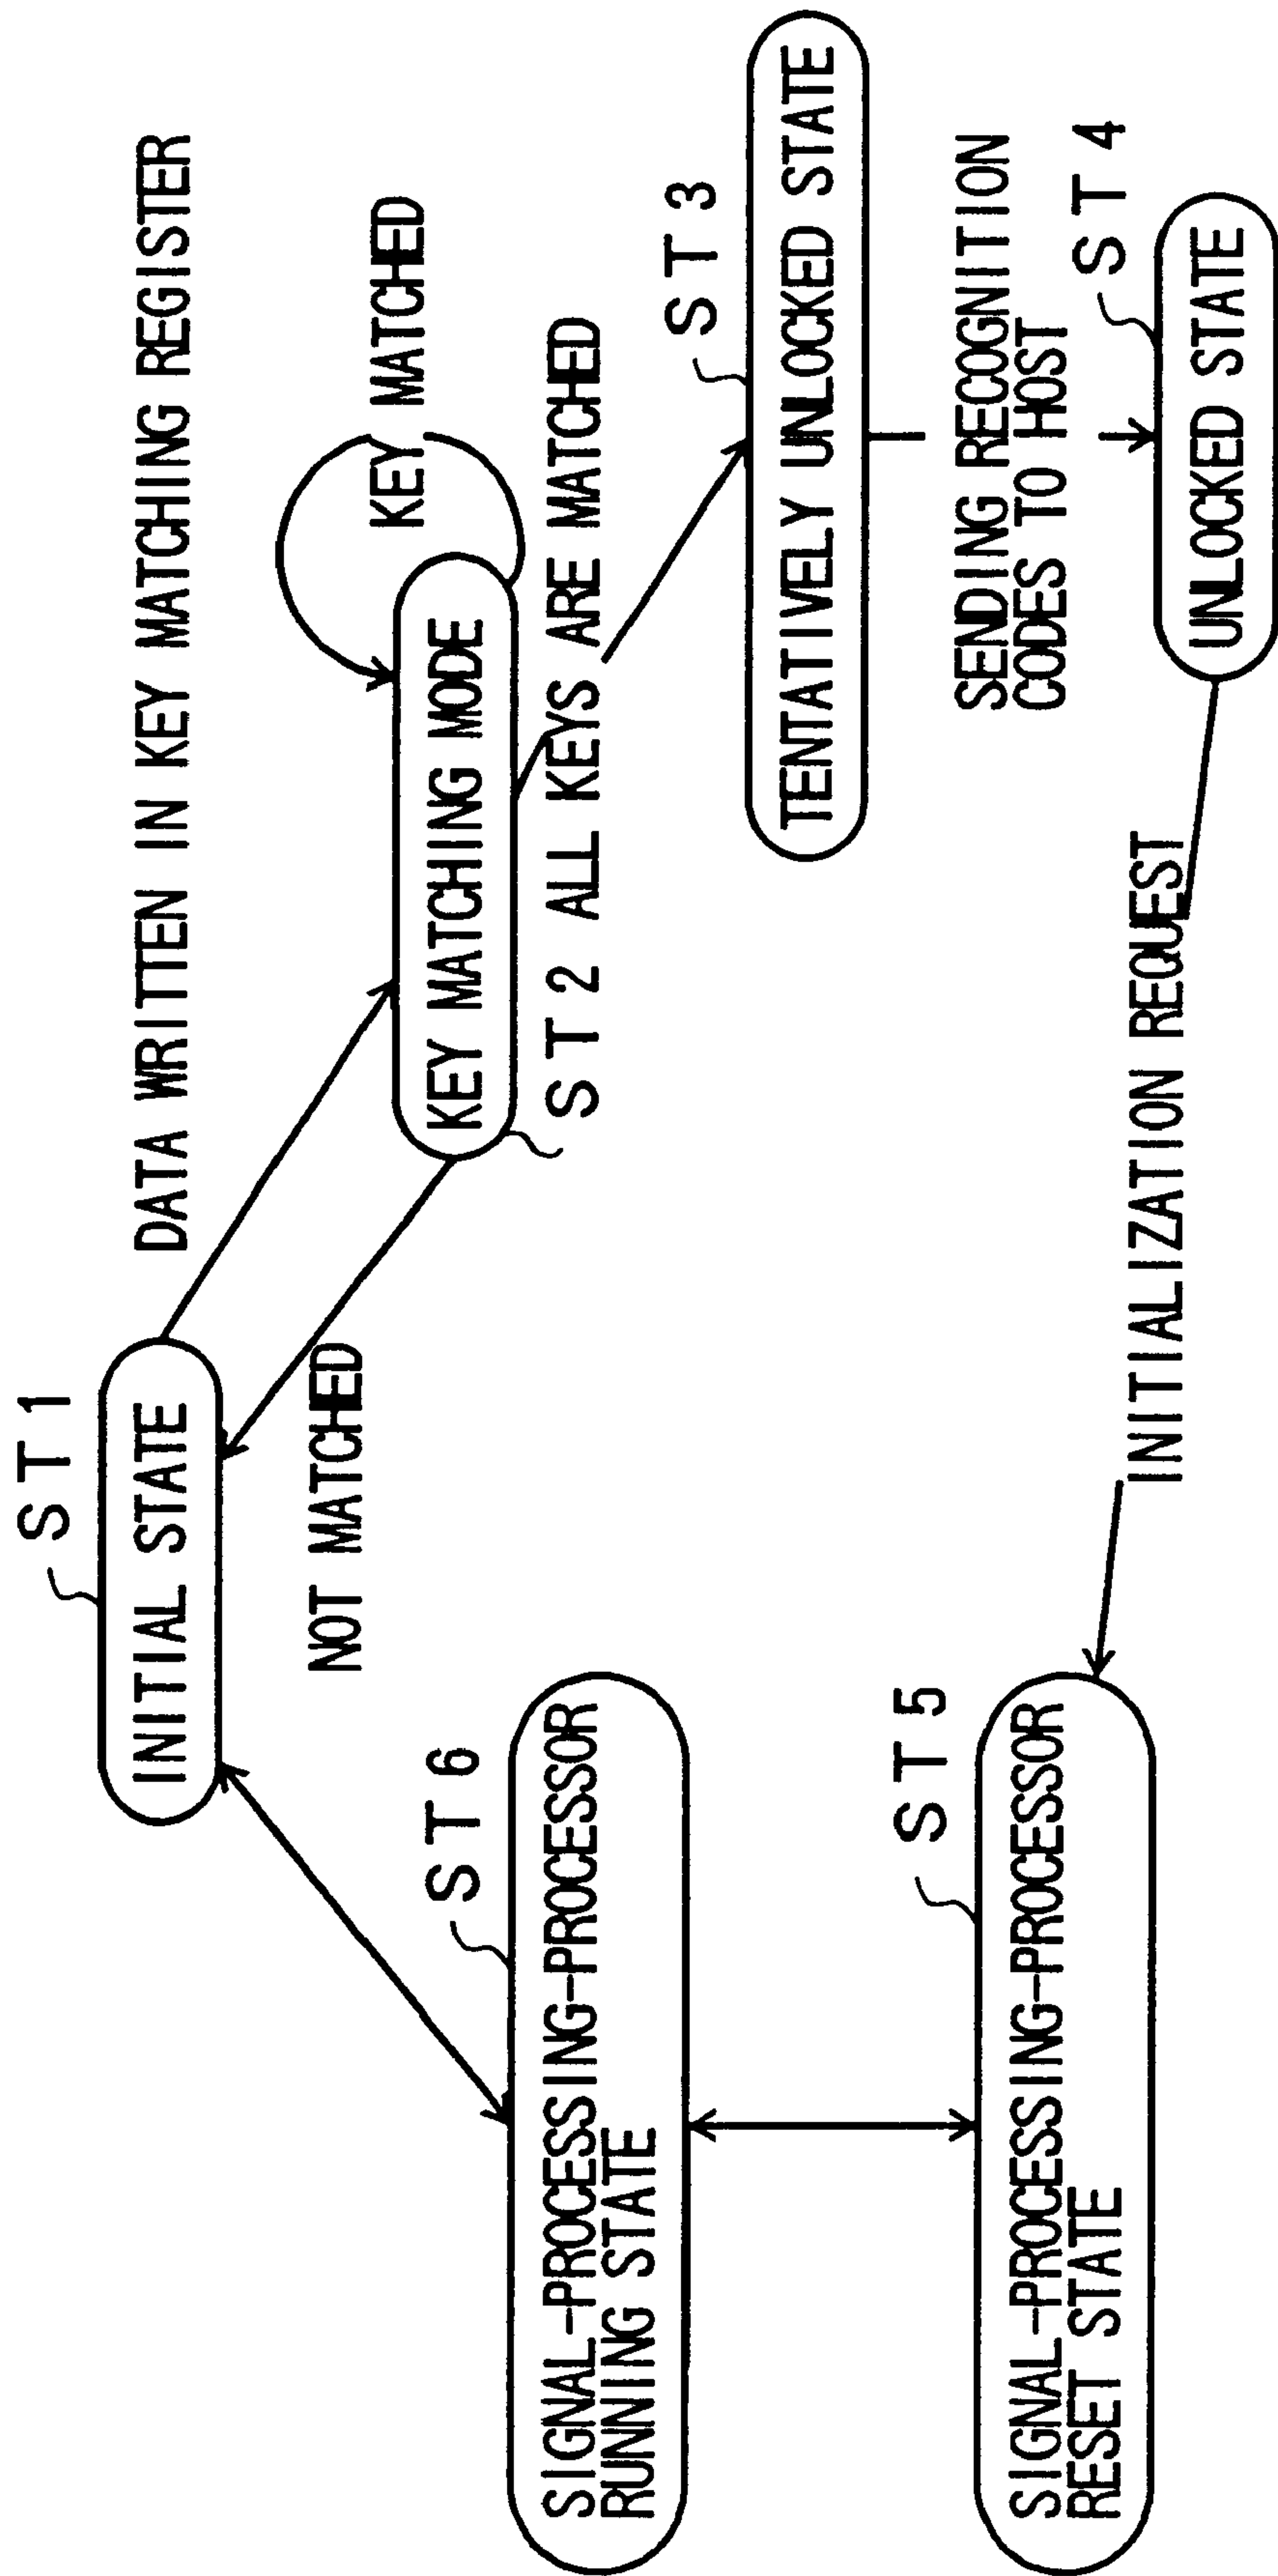 ST1
INITIAL STATE
DATA WRITTEN IN KEY MATCHING REGISTER
NOT MATCHED
KEY MATCHED
KEY MATCHING MODE
ST2
ALL KEYS ARE MATCHED
ST6
SIGNAL-PROCESSING-PROCESSOR
RUNNING STATE
ST3
TENTATIVELY UNLOCKED STATE
SENDING RECOGNITION
CODES TO HOST
ST5
SIGNAL-PROCESSING-PROCESSOR
RESET STATE
INITIALIZATION REQUEST
ST4
UNLOCKED STATE